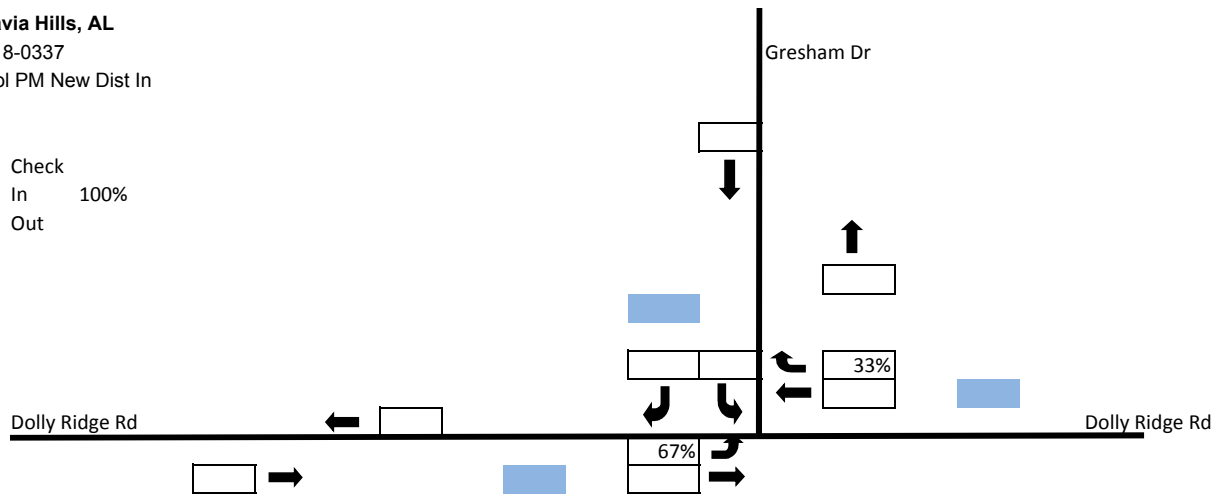 via Hills, AL
8-0337
ol PM New Dist In
Gresham Dr
Check
In 100%
Out
33%
Dolly Ridge Rd
Dolly Ridge Rd
67%